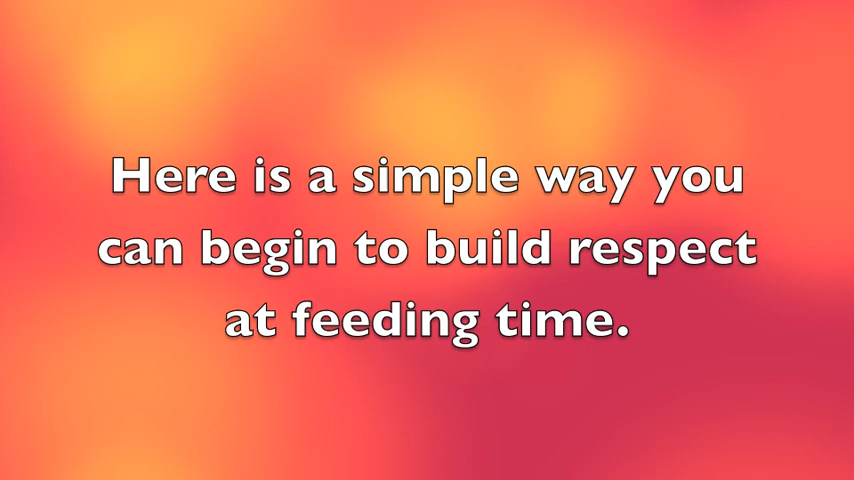 Here is a simple way you
can begin to build respect
at feeding time.